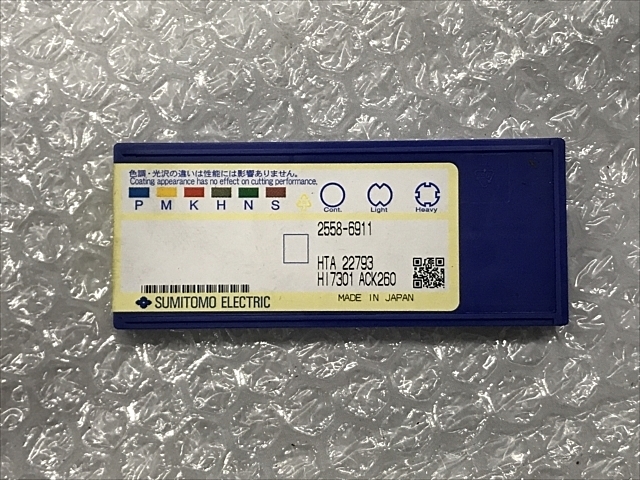 色調・光沢の違いは性能には影響ありません。
Coating appearance has no effect on cutting performance.
P M K H N S
Cont. Light Heavy
2558-6911
HTA 22793
HI7301 ACK260
SUMITOMO ELECTRIC
MADE IN JAPAN